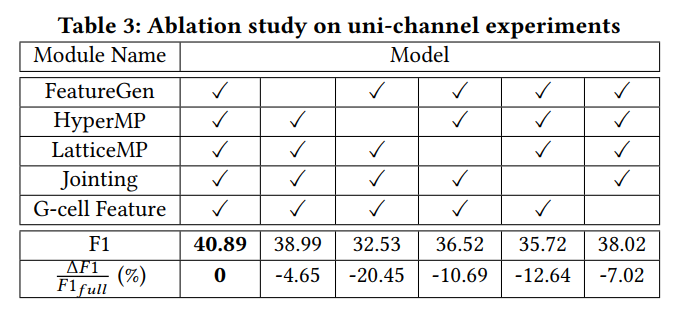 Table 3: Ablation study on uni-channel experiments
Module Name Model
FeatureGen ✓ ✓ ✓ ✓ ✓
HyperMP ✓ ✓ ✓ ✓ ✓
LatticeMP ✓ ✓ ✓ ✓ ✓
Jointing ✓ ✓ ✓ ✓ ✓
G-cell Feature ✓ ✓ ✓ ✓ ✓
F1 40.89 38.99 32.53 36.52 35.72 38.02
ΔF1/F1full (%) 0 -4.65 -20.45 -10.69 -12.64 -7.02